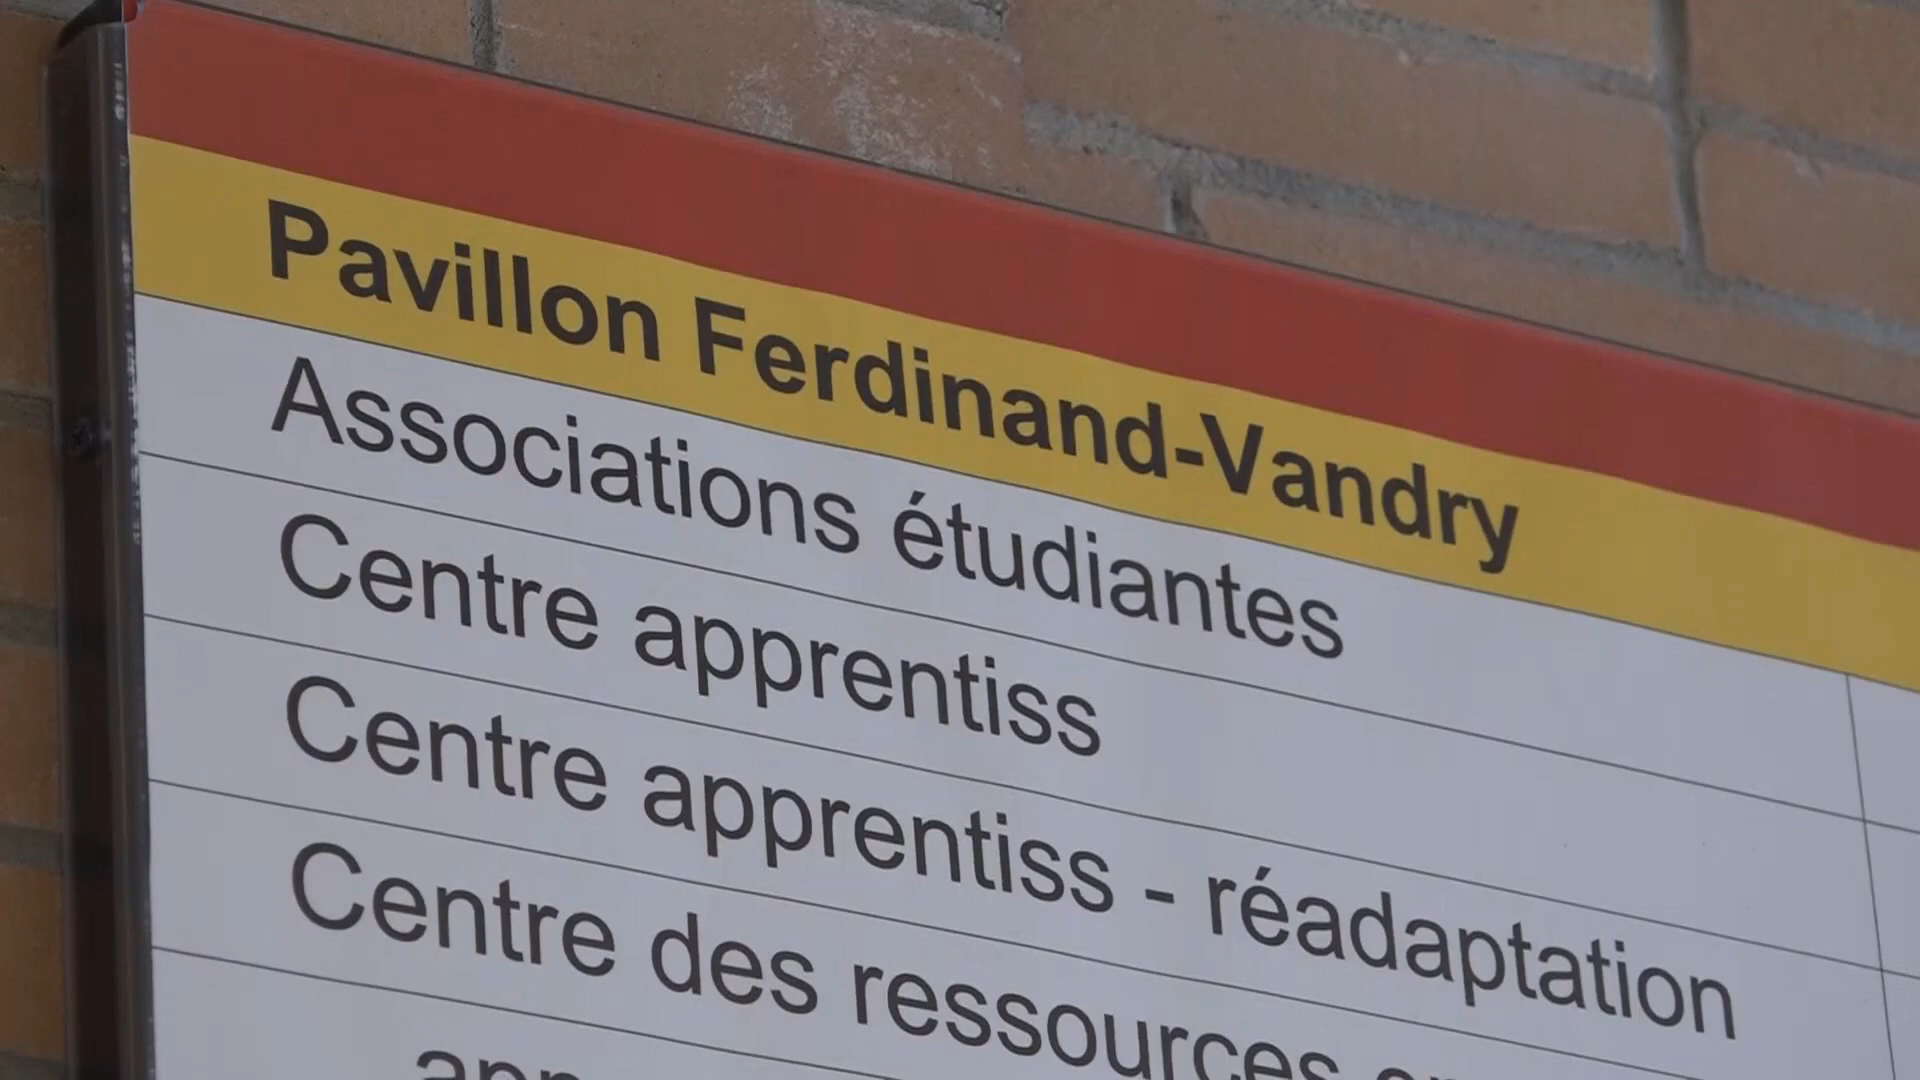 Pavillon Ferdinand-Vandry
Associations étudiantes
Centre apprentiss
Centre apprentiss - réadaptation
Centre des ressources